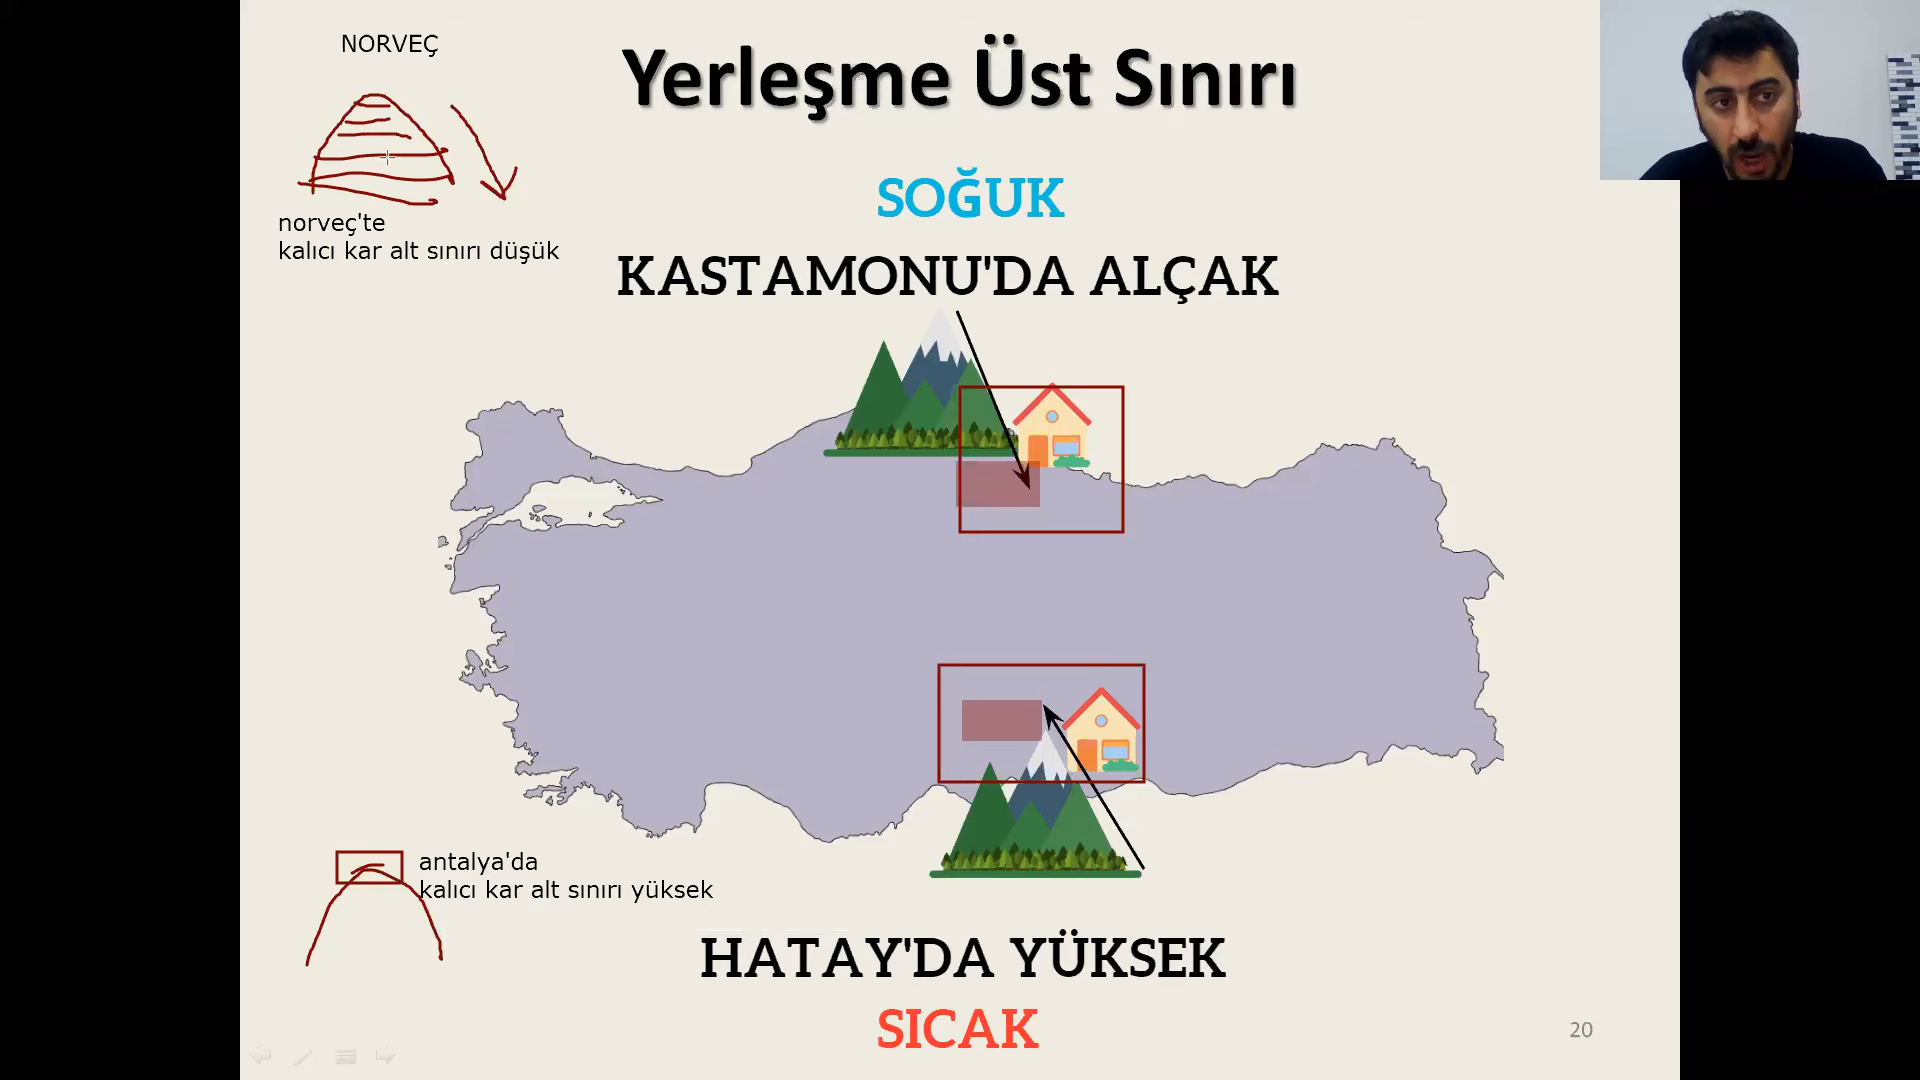 NORVEÇ
Yerleşme Üst Sınırı
SOĞUK
KASTAMONU'DA ALÇAK
norveç'te
kalıcı kar alt sınırı düşük
antalya'da
kalıcı kar alt sınırı yüksek
HATAY'DA YÜKSEK
SICAK
20